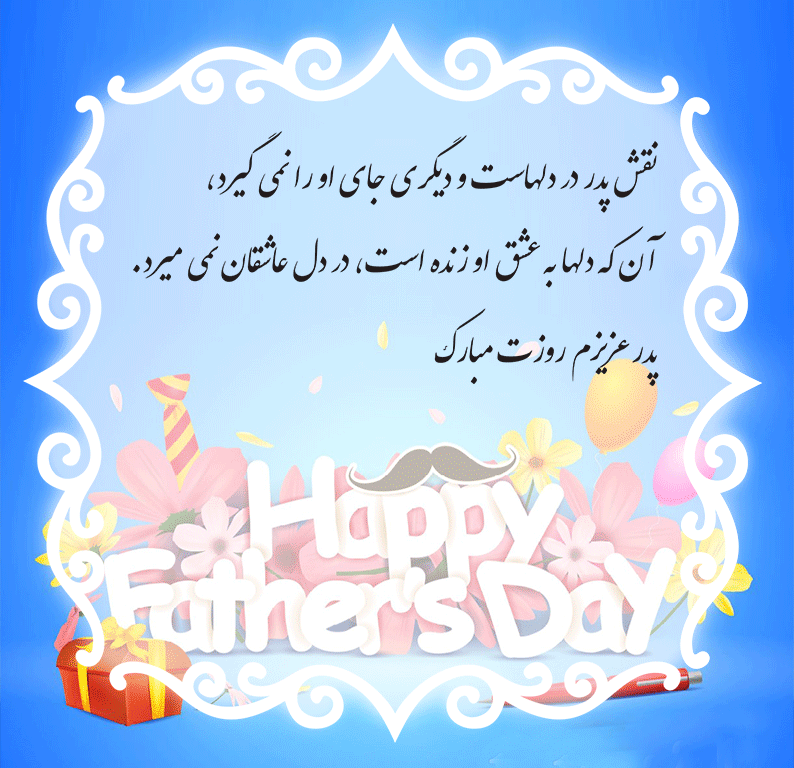 نقش پدر در دلهاست و دیگری جای او را نمی گیرد،
آن که دلها به عشق او زنده است، در دل عاشقان نمی میرد.
پدر عزیزم روزت مبارک
Happy
Father's Day